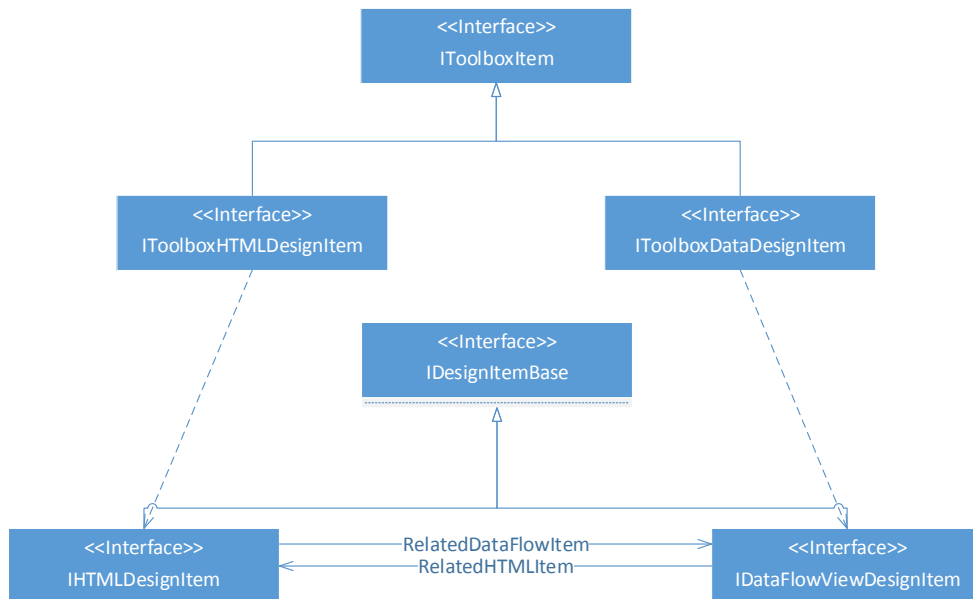 <<Interface>>
IToolboxItem
<<Interface>>
IToolboxHTMLDesignItem
<<Interface>>
IToolboxDataDesignItem
<<Interface>>
IDesignItemBase
<<Interface>>
IHTMLDesignItem
RelatedDataFlowItem
RelatedHTMLItem
<<Interface>>
IDataFlowViewDesignItem